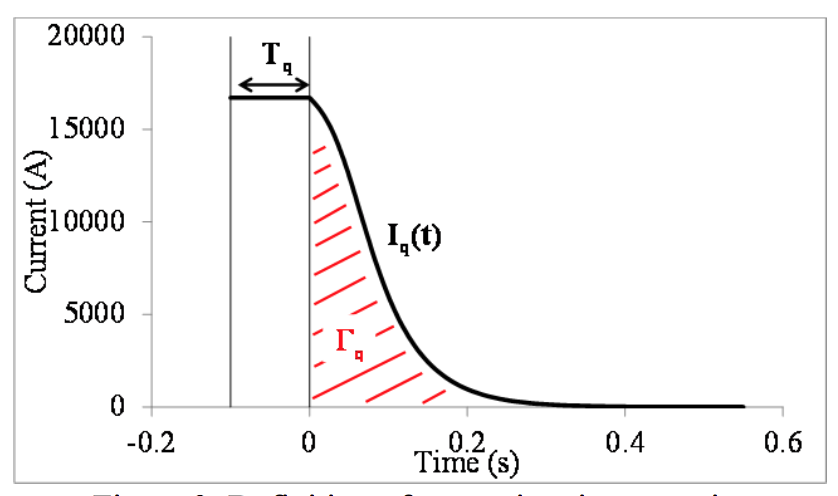 20000
T_q
15000
Current (A)
10000
I_q(t)
5000
Γ_q
0
-0.2 0 0.2 0.4 0.6
Time (s)